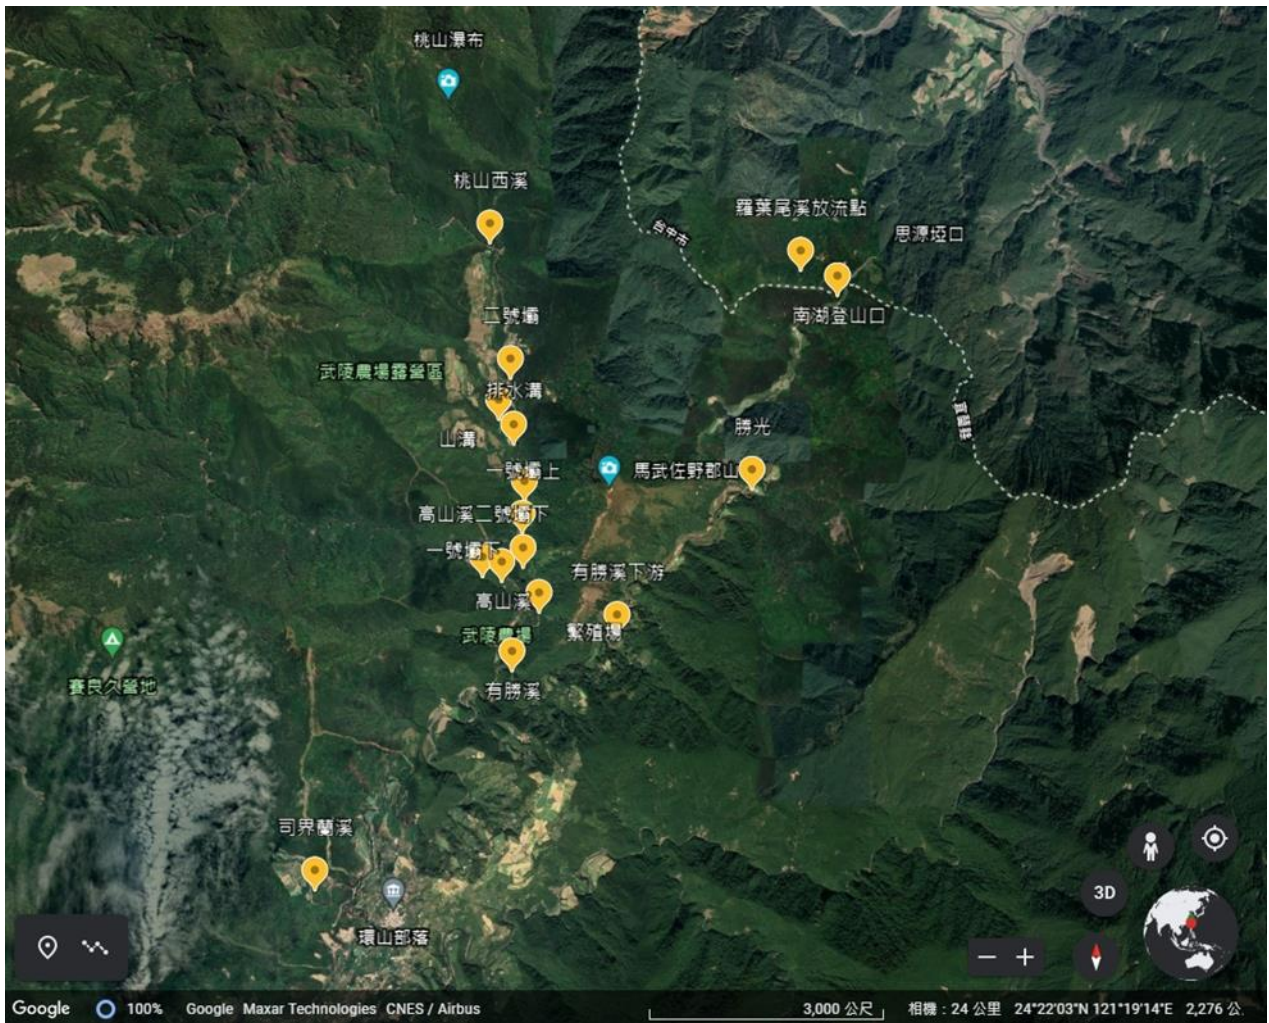 桃山瀑布
桃山西溪
羅葉尾溪放流點
台中市
思源埡口
二號壩
南湖登山口
武陵農場露營區
排水溝
勝光
山溝
一號壩上
馬武佐野郡山
高山溪二號壩下
一號壩下
有勝溪下游
高山溪
繁殖場
武陵農場
有勝溪
賽良久營地
司界蘭溪
環山部落
3D
Google
100%
Google Maxar Technologies CNES / Airbus
3,000 公尺
相機：24 公里 24°22'03"N 121°19'14"E 2,276 公